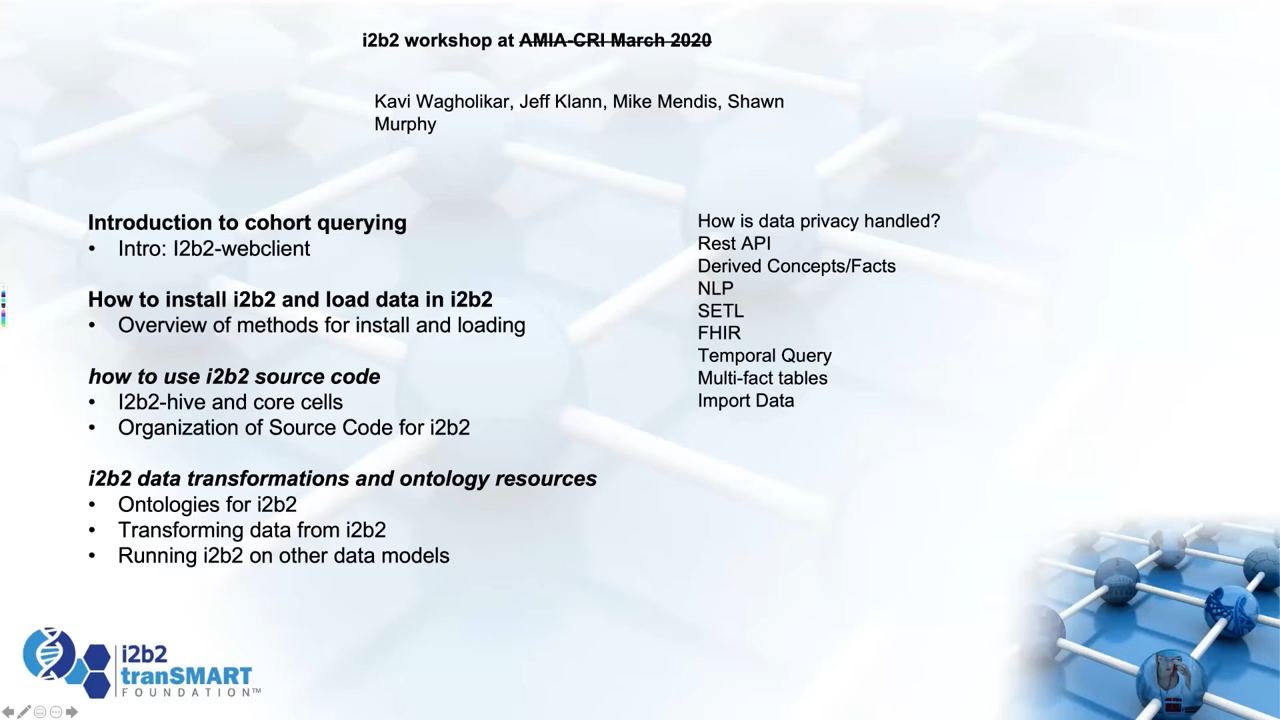 i2b2 workshop at AMIA-CRI March 2020
Kavi Wagholikar, Jeff Klann, Mike Mendis, Shawn
Murphy
Introduction to cohort querying
• Intro: I2b2-webclient
How to install i2b2 and load data in i2b2
• Overview of methods for install and loading
how to use i2b2 source code
• I2b2-hive and core cells
• Organization of Source Code for i2b2
i2b2 data transformations and ontology resources
• Ontologies for i2b2
• Transforming data from i2b2
• Running i2b2 on other data models
How is data privacy handled?
Rest API
Derived Concepts/Facts
NLP
SETL
FHIR
Temporal Query
Multi-fact tables
Import Data
i2b2
tranSMART
FOUNDATION™